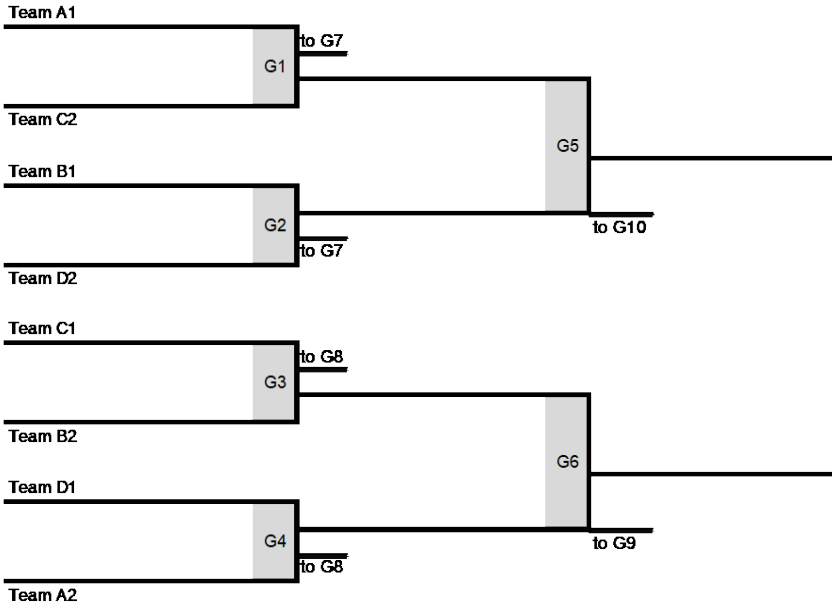 Team A1
to G7
G1
Team C2
G5
Team B1
G2
to G10
to G7
Team D2
Team C1
to G8
G3
Team B2
G6
Team D1
G4
to G9
to G8
Team A2